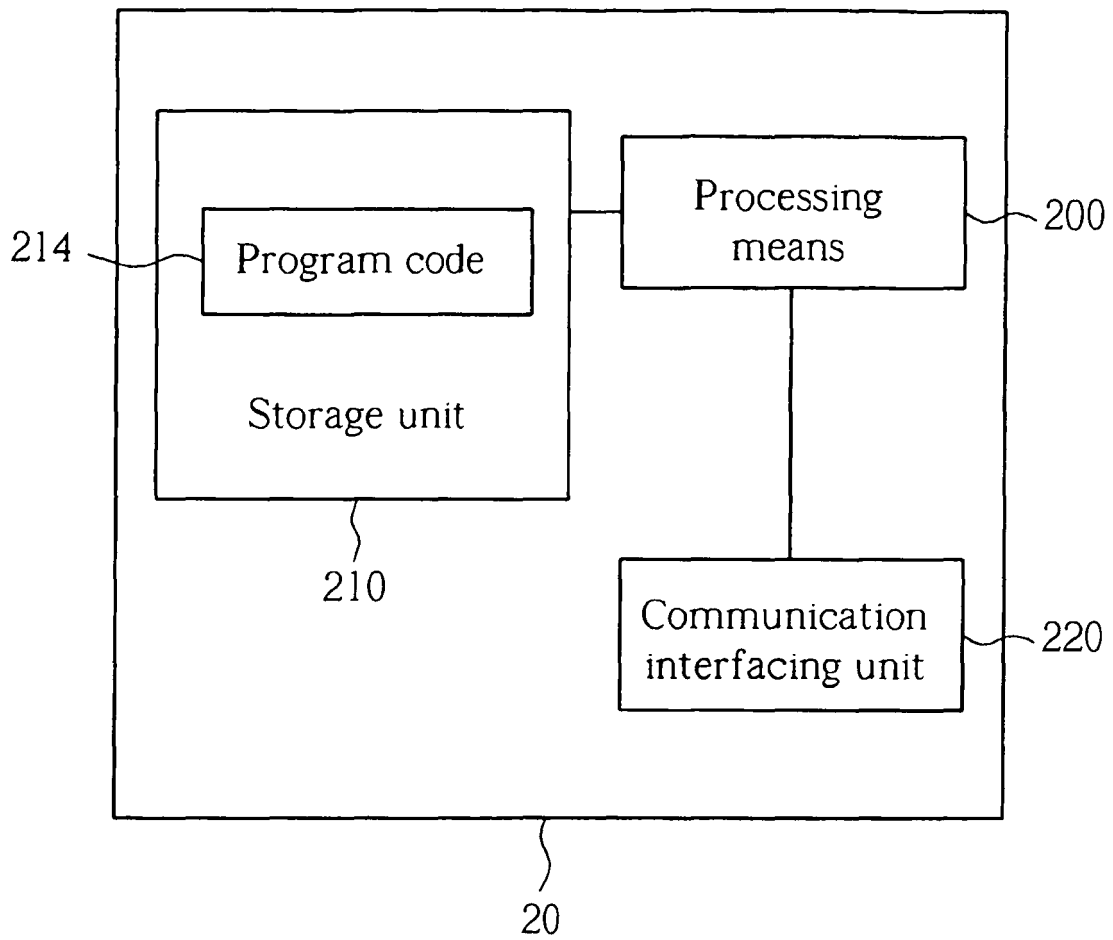 Processing
means
200
214
Program code
Storage unit
210
Communication
interfacing unit
220
20